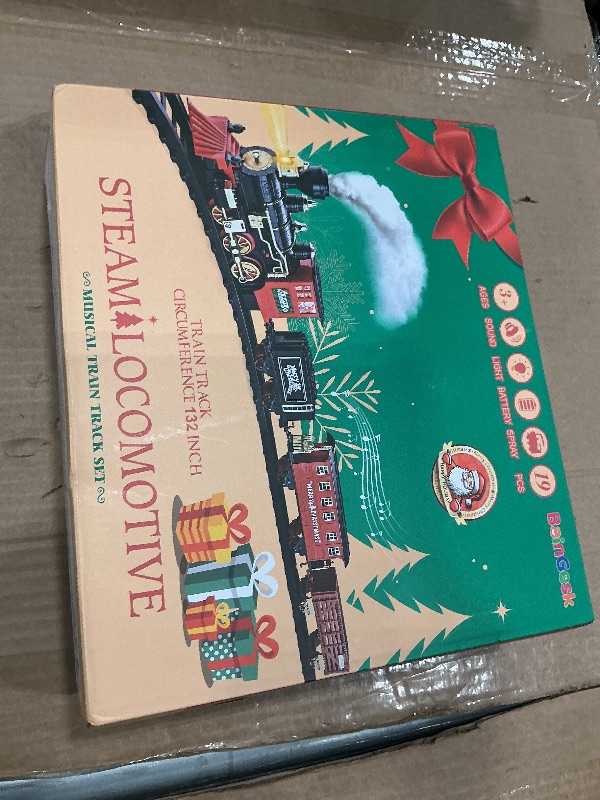 BainGesk
3+
19
AGES SOUND LIGHT BATTERY SPRAY PCS
TRAIN TRACK
CIRCUMFERENCE 132 INCH
STEAM LOCOMOTIVE
MUSICAL TRAIN TRACK SET